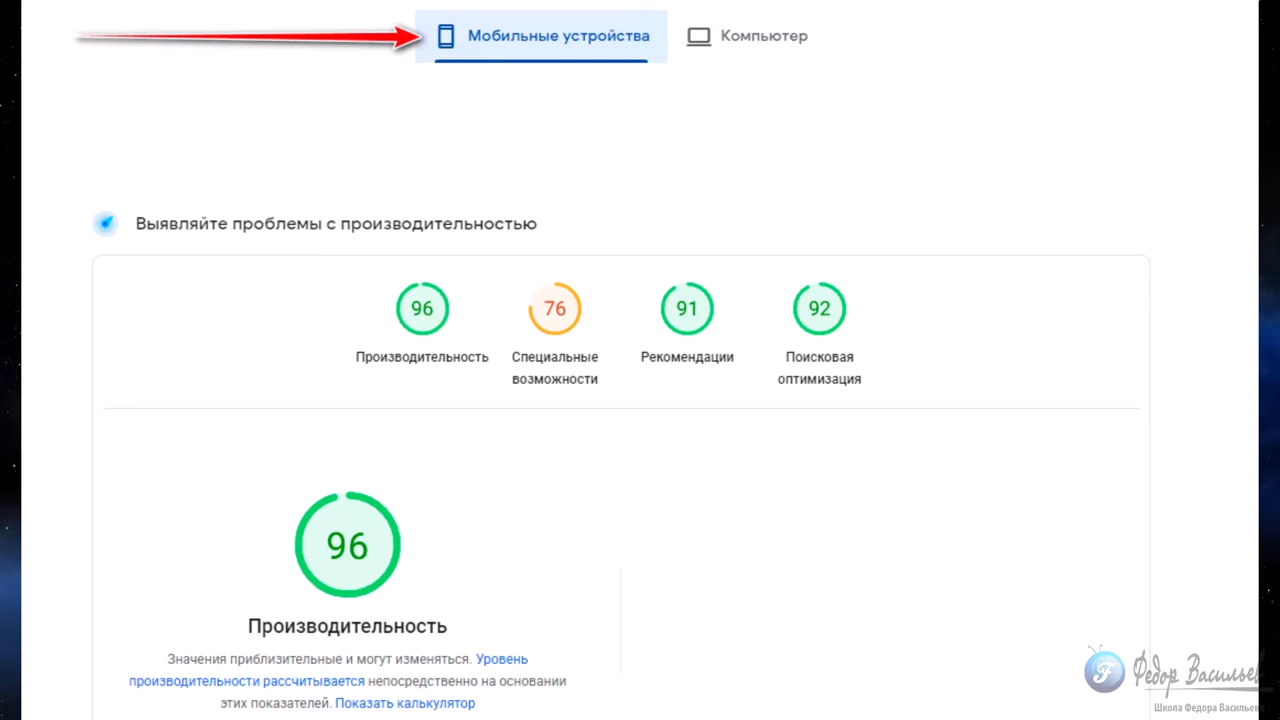 Мобильные устройства
Компьютер
Выявляйте проблемы с производительностью
96
76
91
92
Производительность
Специальные
возможности
Рекомендации
Поисковая
оптимизация
96
Производительность
Значения приблизительные и могут изменяться. Уровень
производительности рассчитывается непосредственно на основании
этих показателей. Показать калькулятор
Федор Васильев
Школа Федора Васильева